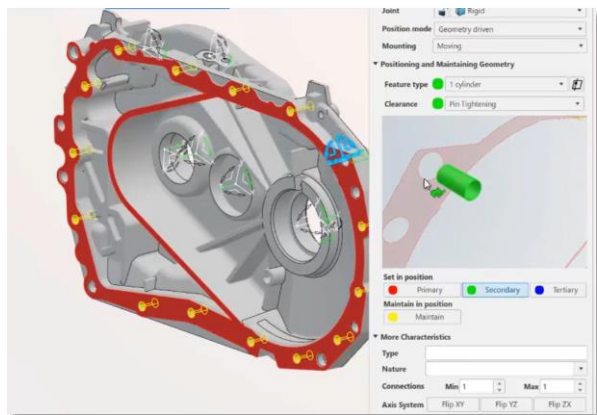 Joint Rigid
Position mode Geometry driven
Mounting Moxing
Positioning and Maintaining Geometry
Feature type 1 cylinder
Clearance Pin Tightening
Set in position
Primary Secondary Tertiary
Maintain in position
Maintain
More Characteristics
Type
Nature
Connections Min 1 Max 1
Axis System Flip XY Flip YZ Flip ZX